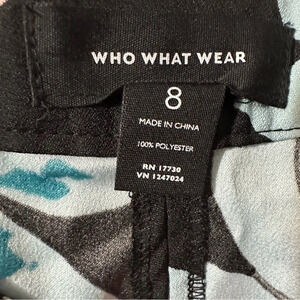 WHO WHAT WEAR
8
MADE IN CHINA
100% POLYESTER
RN 17730
VN 1247024